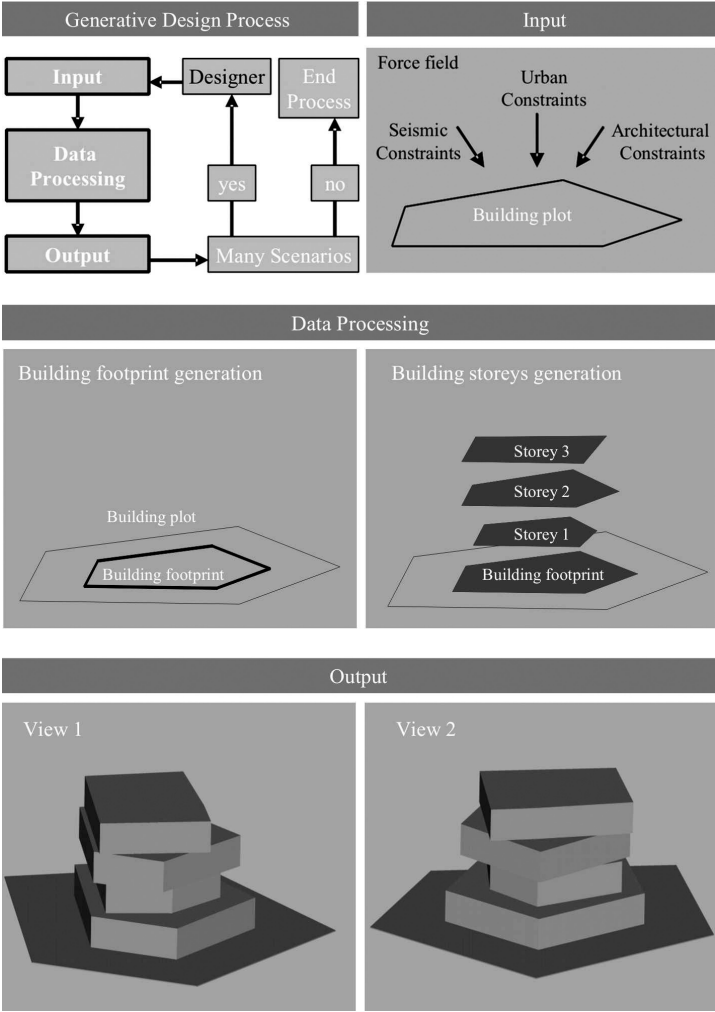 Generative Design Process
Input
Input
Designer
End
Process
Data
Processing
yes
no
Output
Many Scenarios
Force field
Urban
Constraints
Seismic
Constraints
Architectural
Constraints
Building plot
Data Processing
Building footprint generation
Building plot
Building footprint
Building storeys generation
Storey 3
Storey 2
Storey 1
Building footprint
Output
View 1
View 2